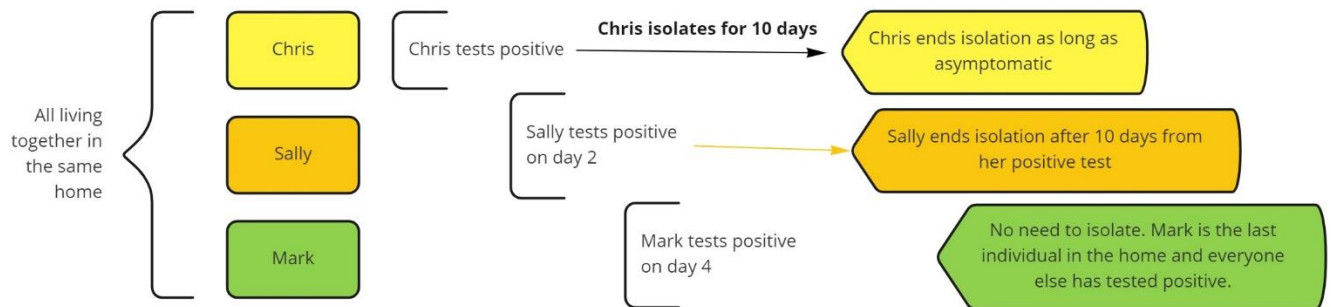 All living
together in
the same
home
Chris
Chris tests positive
Chris isolates for 10 days
Chris ends isolation as long as
asymptomatic
Sally
Sally tests positive
on day 2
Sally ends isolation after 10 days from
her positive test
Mark
Mark tests positive
on day 4
No need to isolate. Mark is the last
individual in the home and everyone
else has tested positive.